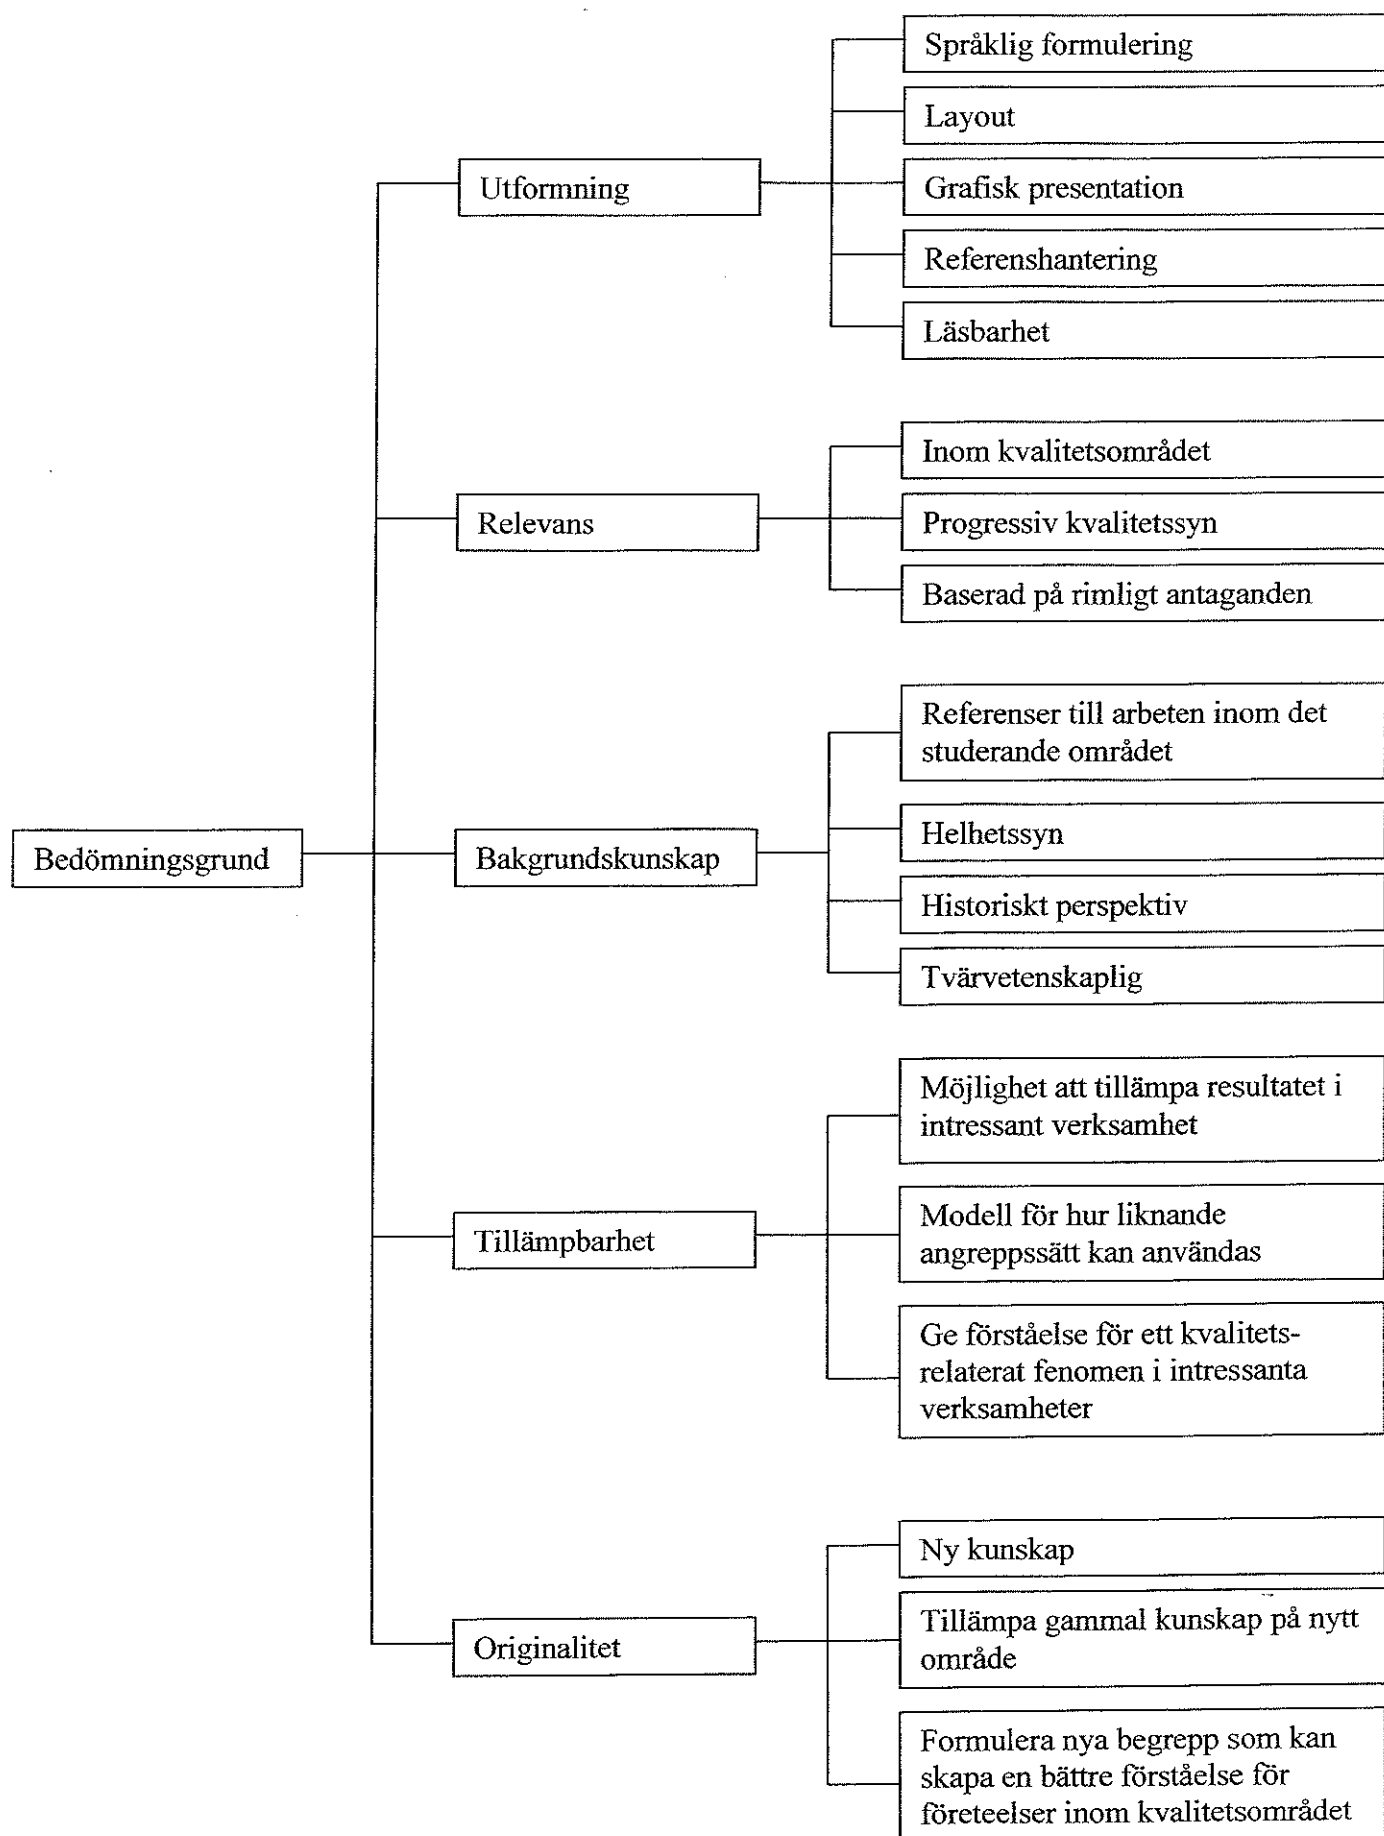 Bedömningsgrund
Utformning
Språklig formulering
Layout
Grafisk presentation
Referenshantering
Läsbarhet
Relevans
Inom kvalitetsområdet
Progressiv kvalitetssyn
Baserad på rimligt antaganden
Bakgrundskunskap
Referenser till arbeten inom det
studerande området
Helhetssyn
Historiskt perspektiv
Tvärvetenskaplig
Tillämpbarhet
Möjlighet att tillämpa resultatet i
intressant verksamhet
Modell för hur liknande
angreppssätt kan användas
Ge förståelse för ett kvalitets-
relaterat fenomen i intressanta
verksamheter
Originalitet
Ny kunskap
Tillämpa gammal kunskap på nytt
område
Formulera nya begrepp som kan
skapa en bättre förståelse för
företeelser inom kvalitetsområdet